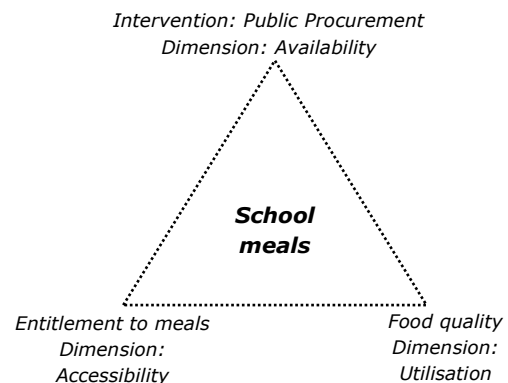 Intervention: Public Procurement
Dimension: Availability
School
meals
Entitlement to meals
Dimension:
Accessibility
Food quality
Dimension:
Utilisation